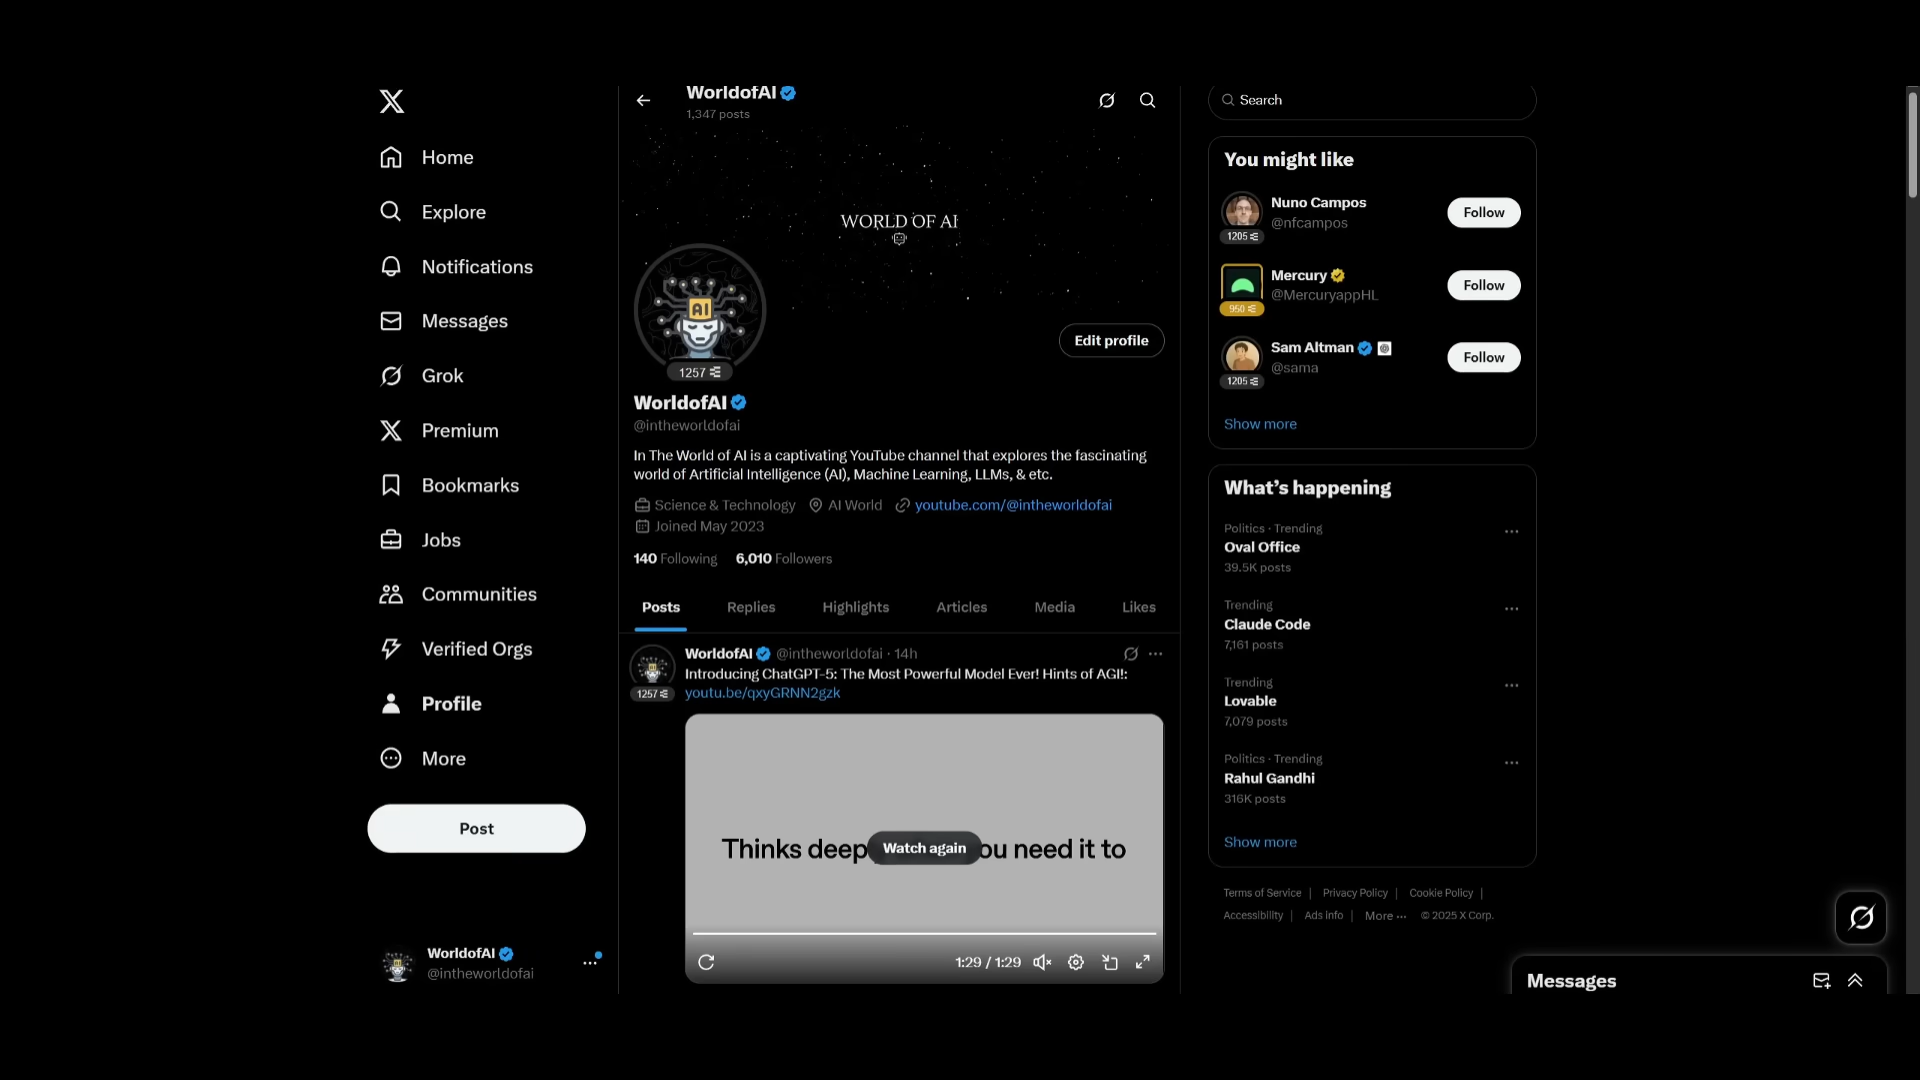 Home
Explore
Notifications
Messages
Grok
Premium
Bookmarks
Jobs
Communities
Verified Orgs
Profile
More
Post
WorldofAI
@intheworldofai
WorldofAI
1,347 posts
WORLD OF AI
AI
1257
Edit profile
WorldofAI
@intheworldofai
In The World of AI is a captivating YouTube channel that explores the fascinating
world of Artificial Intelligence (AI), Machine Learning, LLMs, & etc.
Science & Technology AI World youtube.com/@intheworldofai
Joined May 2023
140 Following 6,010 Followers
Posts Replies Highlights Articles Media Likes
WorldofAI @intheworldofai · 14h
Introducing ChatGPT-5: The Most Powerful Model Ever! Hints of AGI!:
1257
youtu.be/qxyGRNN2gzk
Thinks deep
Watch again
ou need it to
1:29 / 1:29
Search
You might like
Nuno Campos
@nfcampos
1205
Follow
Mercury
@MercuryappHL
950
Follow
Sam Altman
@sama
1205
Follow
Show more
What's happening
Politics · Trending
Oval Office
39.5K posts
Trending
Claude Code
7,161 posts
Trending
Lovable
7,079 posts
Politics · Trending
Rahul Gandhi
316K posts
Show more
Terms of Service | Privacy Policy | Cookie Policy |
Accessibility | Ads info | More ··· © 2025 X Corp.
Messages